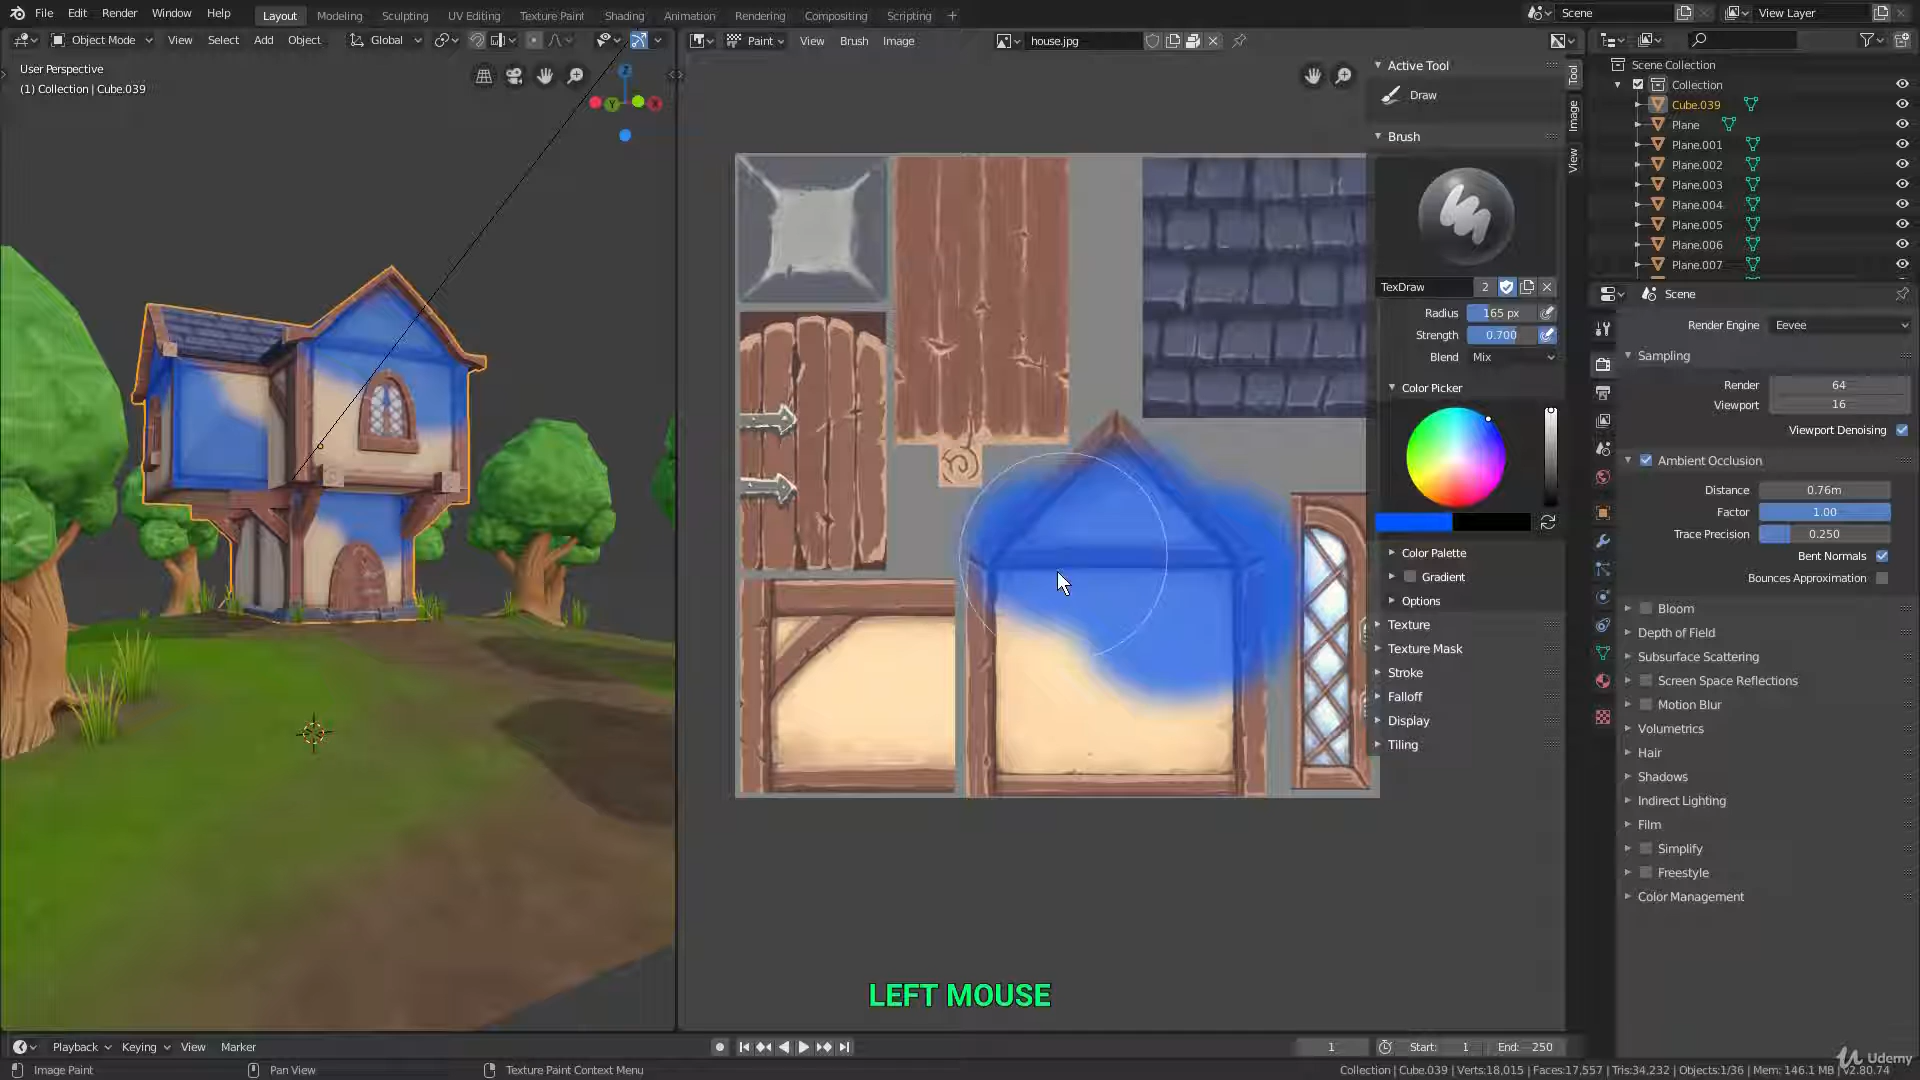 File Edit Render Window Help Layout Modeling Sculpting UV Editing Texture Paint Shading Animation Rendering Compositing Scripting + Scene View Layer
Object Mode View Select Add Object Global Paint View Brush Image house.jpg
User Perspective
(1) Collection | Cube.039
Y
X
Active Tool
Draw
Brush
TexDraw 2
Radius 165 px
Strength 0.700
Blend Mix
Color Picker
Color Palette
Gradient
Options
Texture
Texture Mask
Stroke
Falloff
Display
Tiling
Tool
Image
View
Scene Collection
Collection
Cube.039
Plane
Plane.001
Plane.002
Plane.003
Plane.004
Plane.005
Plane.006
Plane.007
Scene
Render Engine Eevee
Sampling
Render 64
Viewport 16
Viewport Denoising
Ambient Occlusion
Distance 0.76m
Factor 1.00
Trace Precision 0.250
Bent Normals
Bounces Approximation
Bloom
Depth of Field
Subsurface Scattering
Screen Space Reflections
Motion Blur
Volumetrics
Hair
Shadows
Indirect Lighting
Film
Simplify
Freestyle
Color Management
LEFT MOUSE
Playback Keying View Marker 1 Start: 1 End: 250
Udemy
Image Paint Pan View Texture Paint Context Menu Collection | Cube.039 | Verts:18,015 | Faces:17,557 | Tris:34,232 | Objects:1/36 | Mem: 146.1 MB | v2.80.74